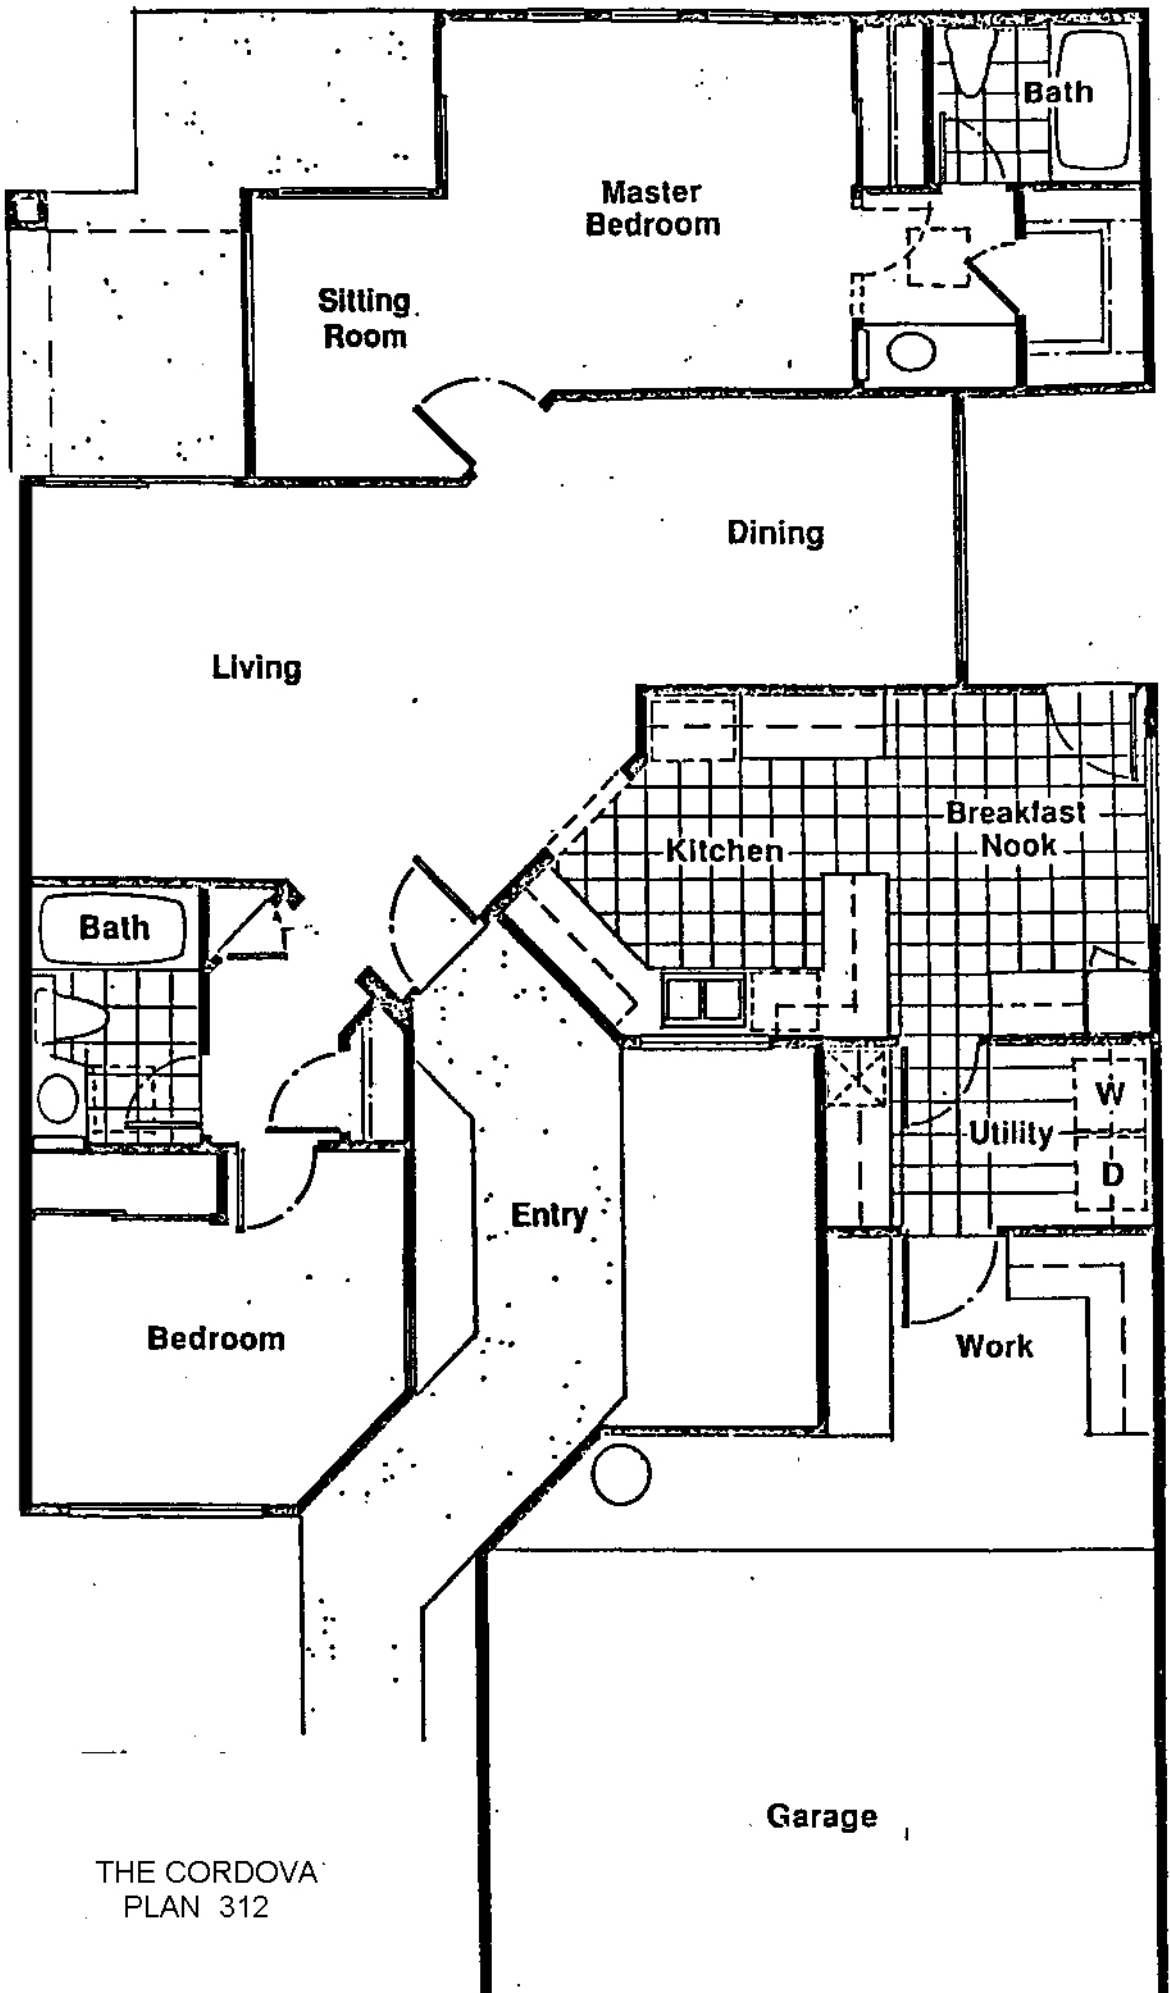 Bath
Master
Bedroom
Sitting
Room
Dining
Living
Breakfast
Nook
Kitchen
Bath
W
Utility
D
Entry
Bedroom
Work
Garage
THE CORDOVA
PLAN 312